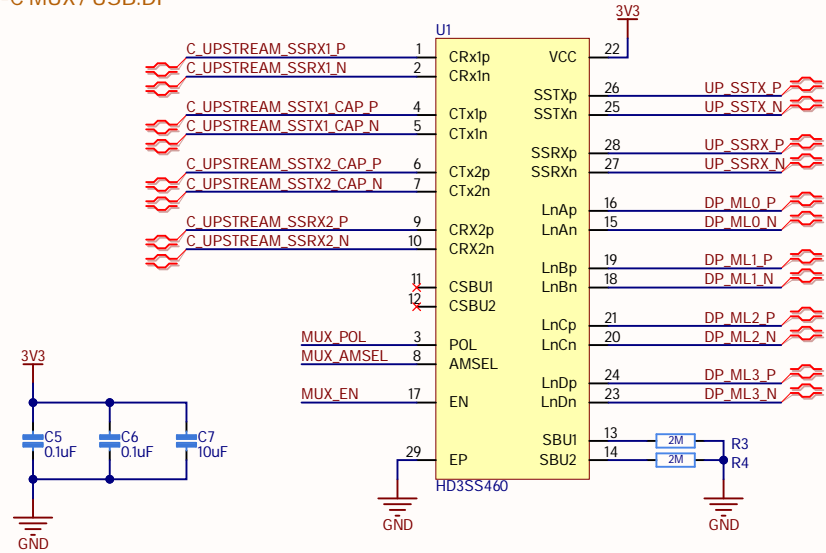 C MUX / USB.DP
3V3
U1
C_UPSTREAM_SSRX1_P 1 CRx1p VCC 22
C_UPSTREAM_SSRX1_N 2 CRx1n
SSTXp 26 UP_SSTX_P
C_UPSTREAM_SSTX1_CAP_P 4 CTx1p SSTXn 25 UP_SSTX_N
C_UPSTREAM_SSTX1_CAP_N 5 CTx1n
SSRXp 28 UP_SSRX_P
C_UPSTREAM_SSTX2_CAP_P 6 CTx2p SSRXn 27 UP_SSRX_N
C_UPSTREAM_SSTX2_CAP_N 7 CTx2n
LnAp 16 DP_ML0_P
C_UPSTREAM_SSRX2_P 9 CRX2p LnAn 15 DP_ML0_N
C_UPSTREAM_SSRX2_N 10 CRX2n
LnBp 19 DP_ML1_P
11 CSBU1 LnBn 18 DP_ML1_N
12 CSBU2
LnCp 21 DP_ML2_P
MUX_POL 3 POL LnCn 20 DP_ML2_N
MUX_AMSEL 8 AMSEL
LnDp 24 DP_ML3_P
MUX_EN 17 EN LnDn 23 DP_ML3_N
SBU1 13 2M R3
29 EP SBU2 14 2M R4
HD3SS460
GND
GND
3V3
C5 0.1uF
C6 0.1uF
C7 10uF
GND